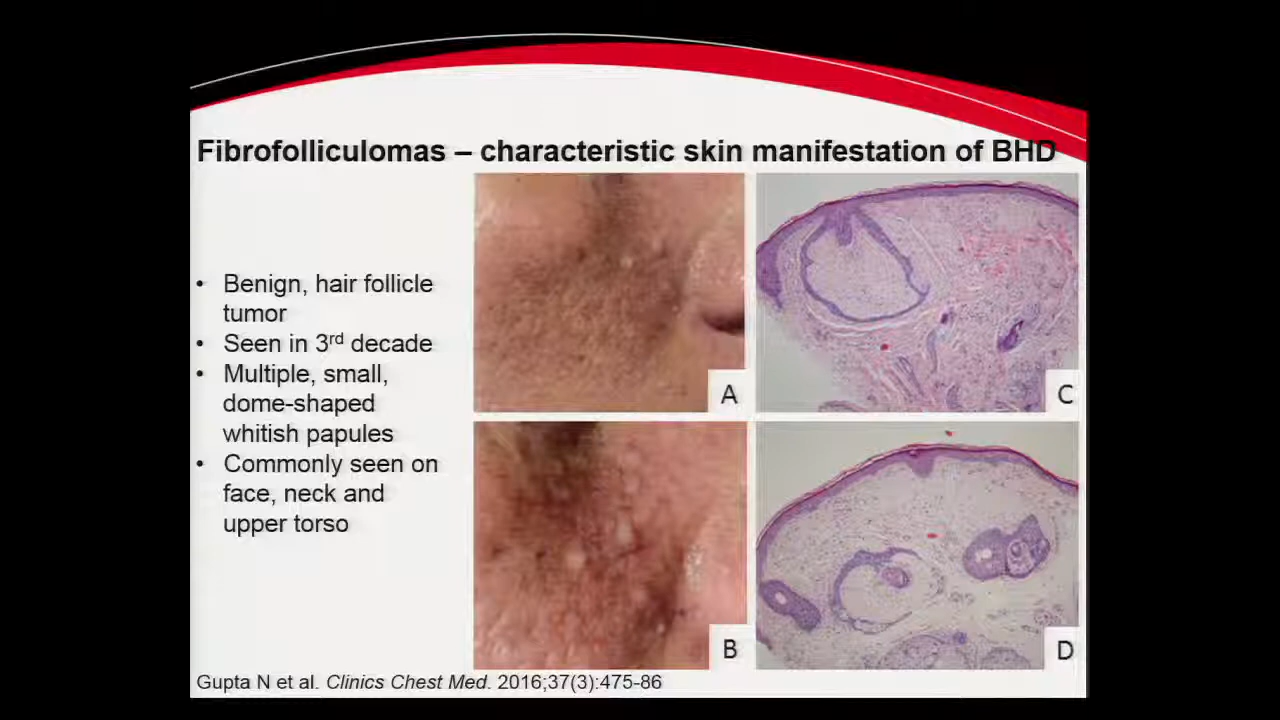 Fibrofolliculomas – characteristic skin manifestation of BHD
• Benign, hair follicle
tumor
• Seen in 3rd decade
• Multiple, small,
dome-shaped
whitish papules
• Commonly seen on
face, neck and
upper torso
A
C
B
D
Gupta N et al. Clinics Chest Med. 2016;37(3):475-86